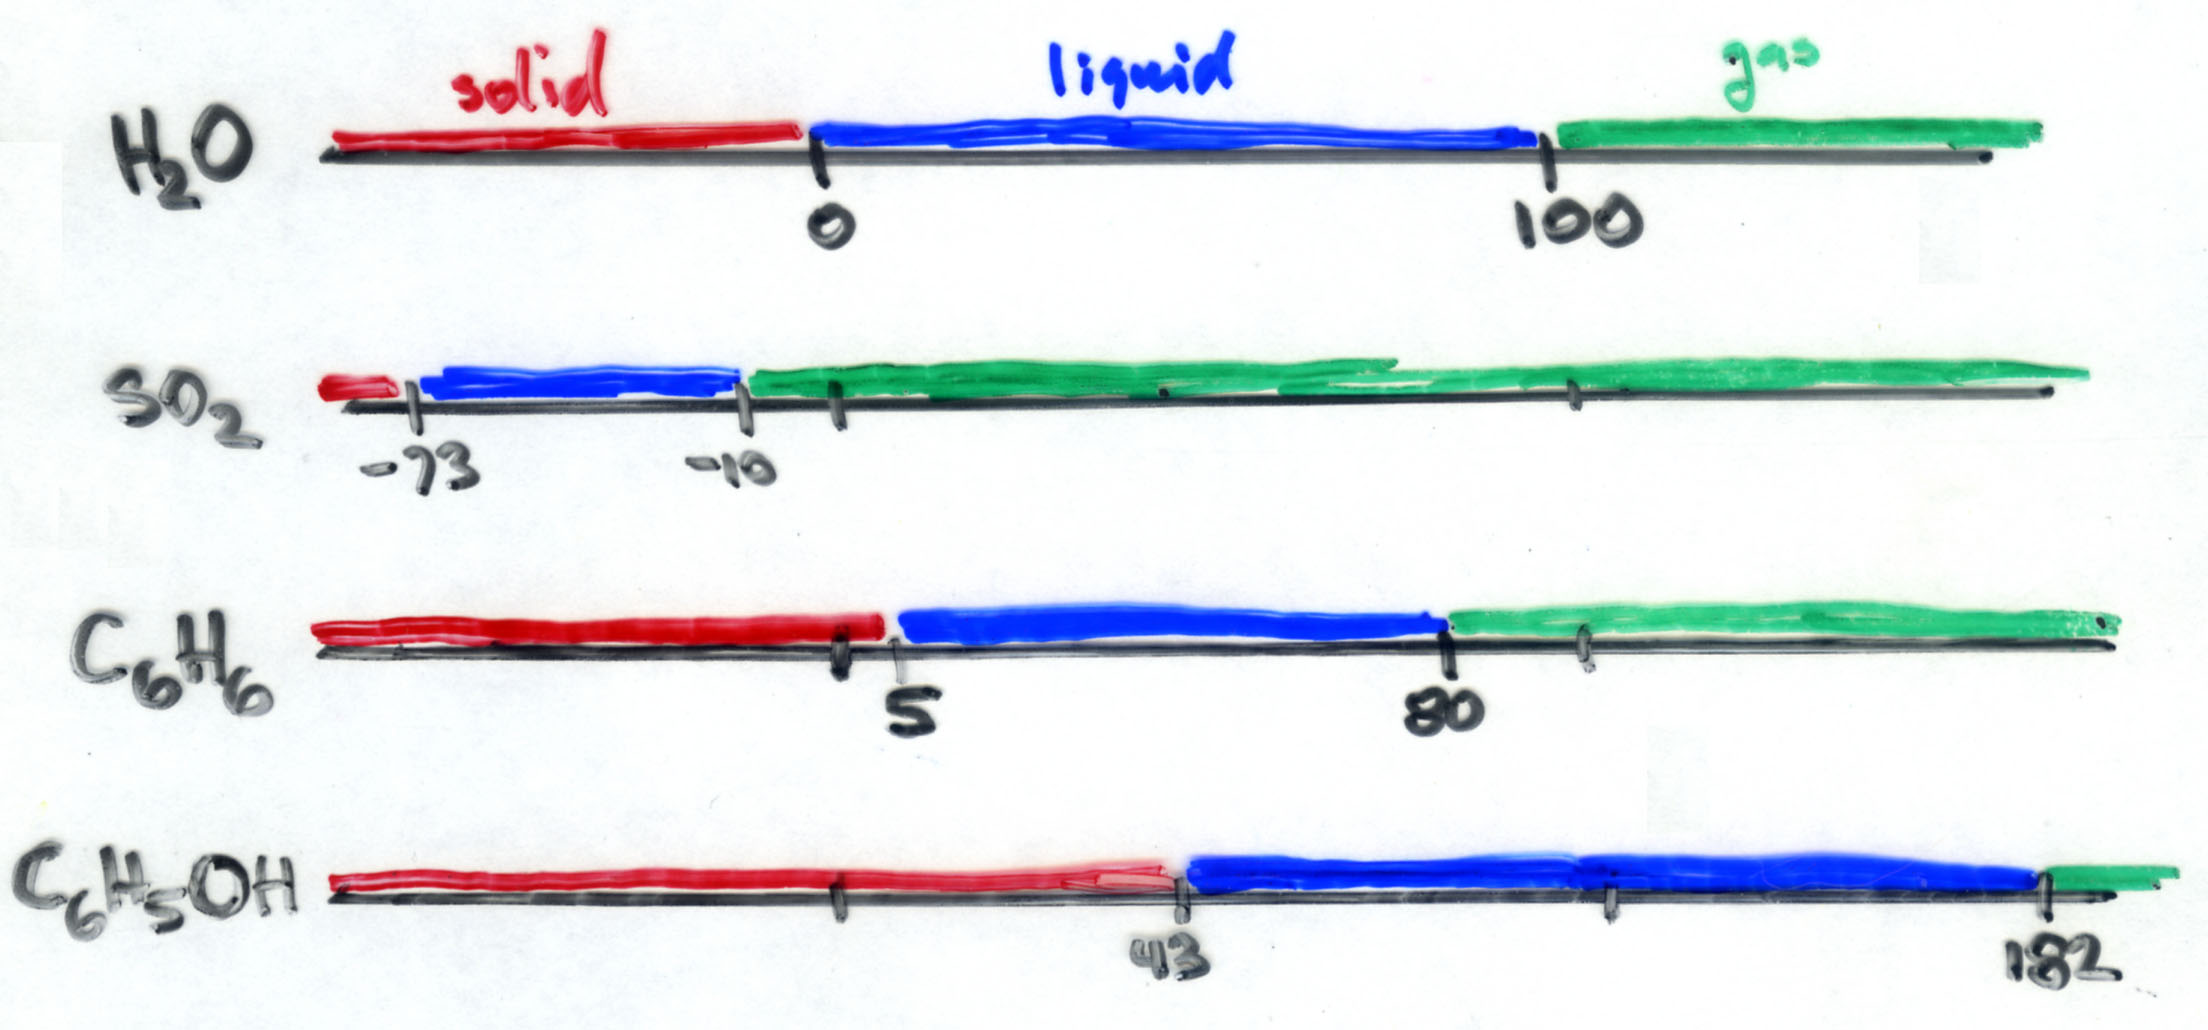 solid liquid gas
H₂O
0 100
SO₂
-73 -10
C₆H₆
5 80
C₆H₅OH
43 182